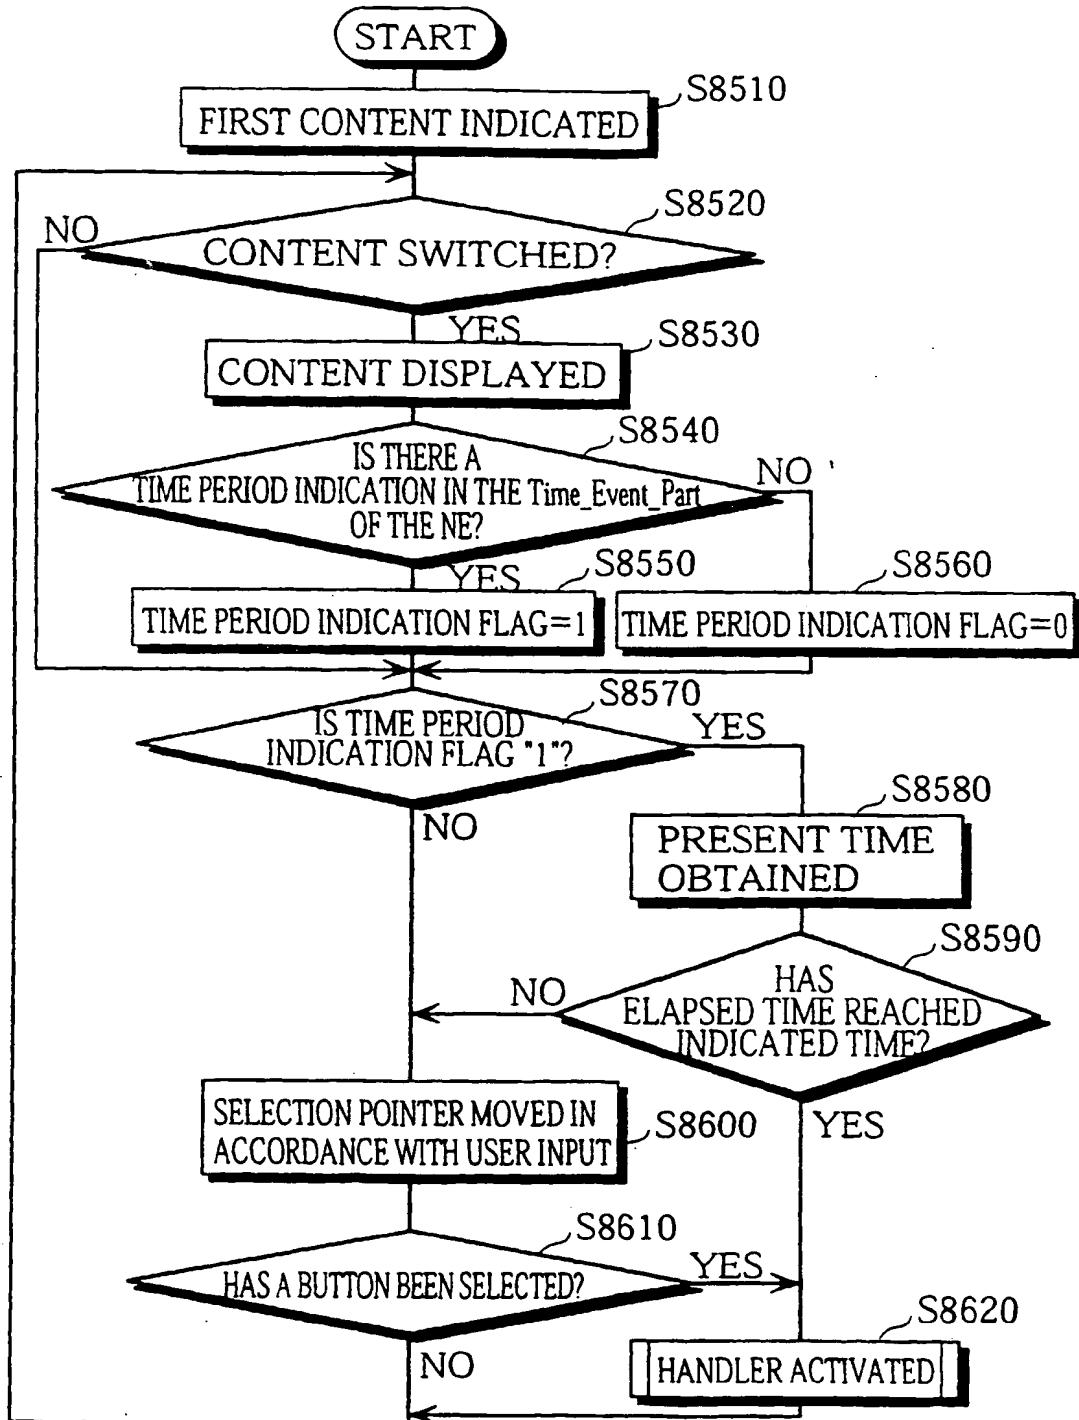 START
S8510
FIRST CONTENT INDICATED
S8520
NO
CONTENT SWITCHED?
YES
S8530
CONTENT DISPLAYED
S8540
IS THERE A
TIME PERIOD INDICATION IN THE Time_Event_Part
OF THE NE?
NO
YES
S8550
S8560
TIME PERIOD INDICATION FLAG=1
TIME PERIOD INDICATION FLAG=0
S8570
IS TIME PERIOD
INDICATION FLAG "1"?
YES
NO
S8580
PRESENT TIME
OBTAINED
S8590
HAS
ELAPSED TIME REACHED
INDICATED TIME?
NO
YES
SELECTION POINTER MOVED IN
ACCORDANCE WITH USER INPUT
S8600
S8610
HAS A BUTTON BEEN SELECTED?
YES
NO
S8620
HANDLER ACTIVATED